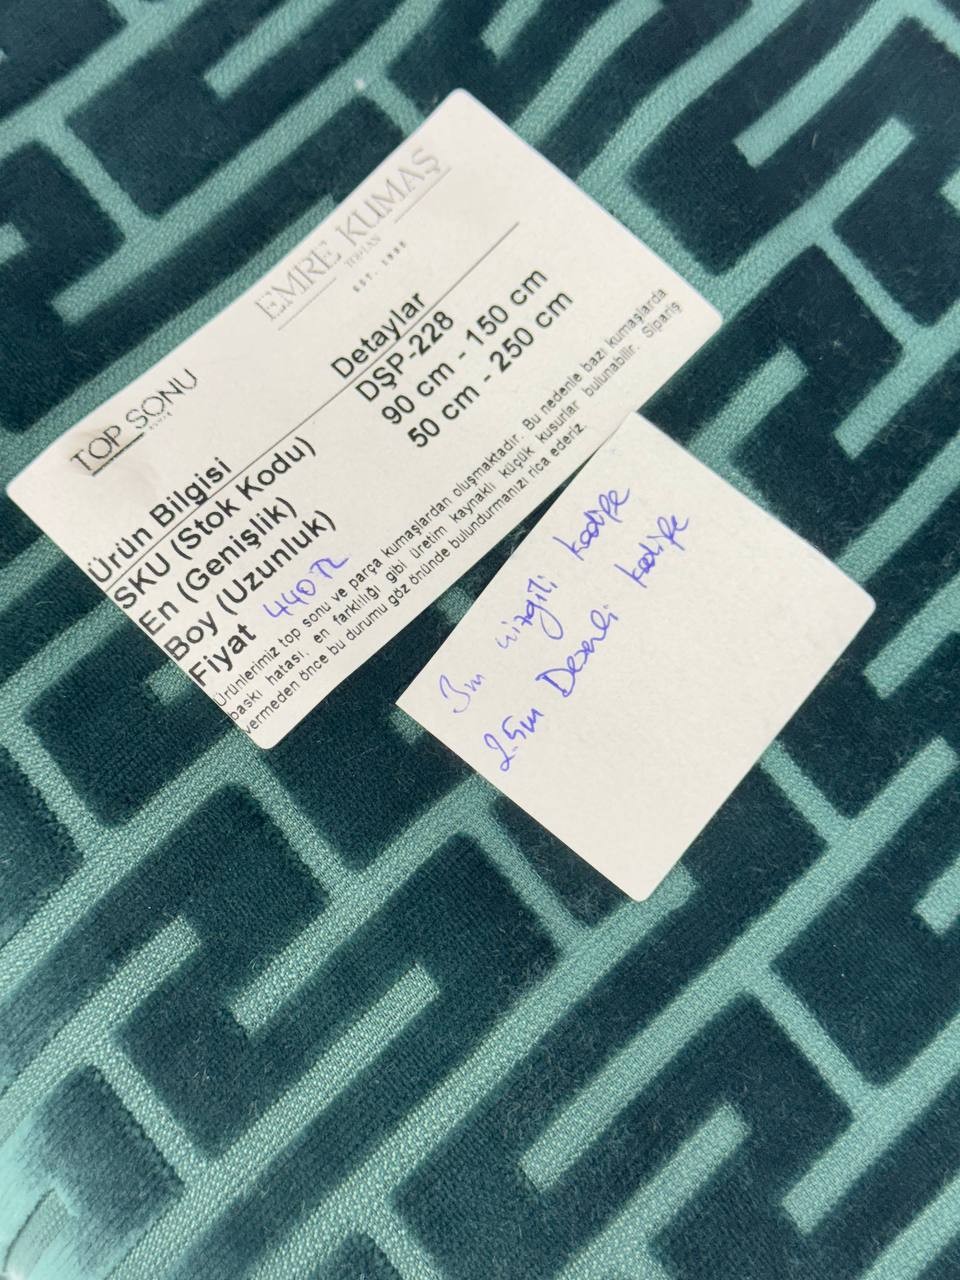 EMRE KUMAŞ
TOPTAN
EST. 1998
TOP SONU
Ürün Bilgisi Detaylar
SKU (Stok Kodu) DŞP-228
En (Genişlik) 90 cm - 150 cm
Boy (Uzunluk) 50 cm - 250 cm
Fiyat 440 TL
Ürünlerimiz top sonu ve parça kumaşlardan oluşmaktadır. Bu nedenle bazı kumaşlarda
baskı hatası, en farklılığı gibi üretim kaynaklı küçük kusurlar bulunabilir. Sipariş
vermeden önce bu durumu göz önünde bulundurmanızı rica ederiz.
3m çizgili kadife
2.5m Desenli kadife